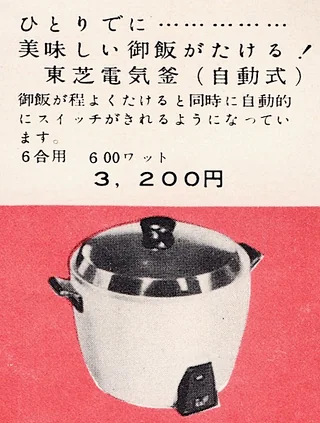 ひとりでに……………
美味しい御飯がたける！
東芝電気釜（自動式）
御飯が程よくたけると同時に自動的
にスイッチがきれるようになってい
ます。
6合用　600ワット
3，200円